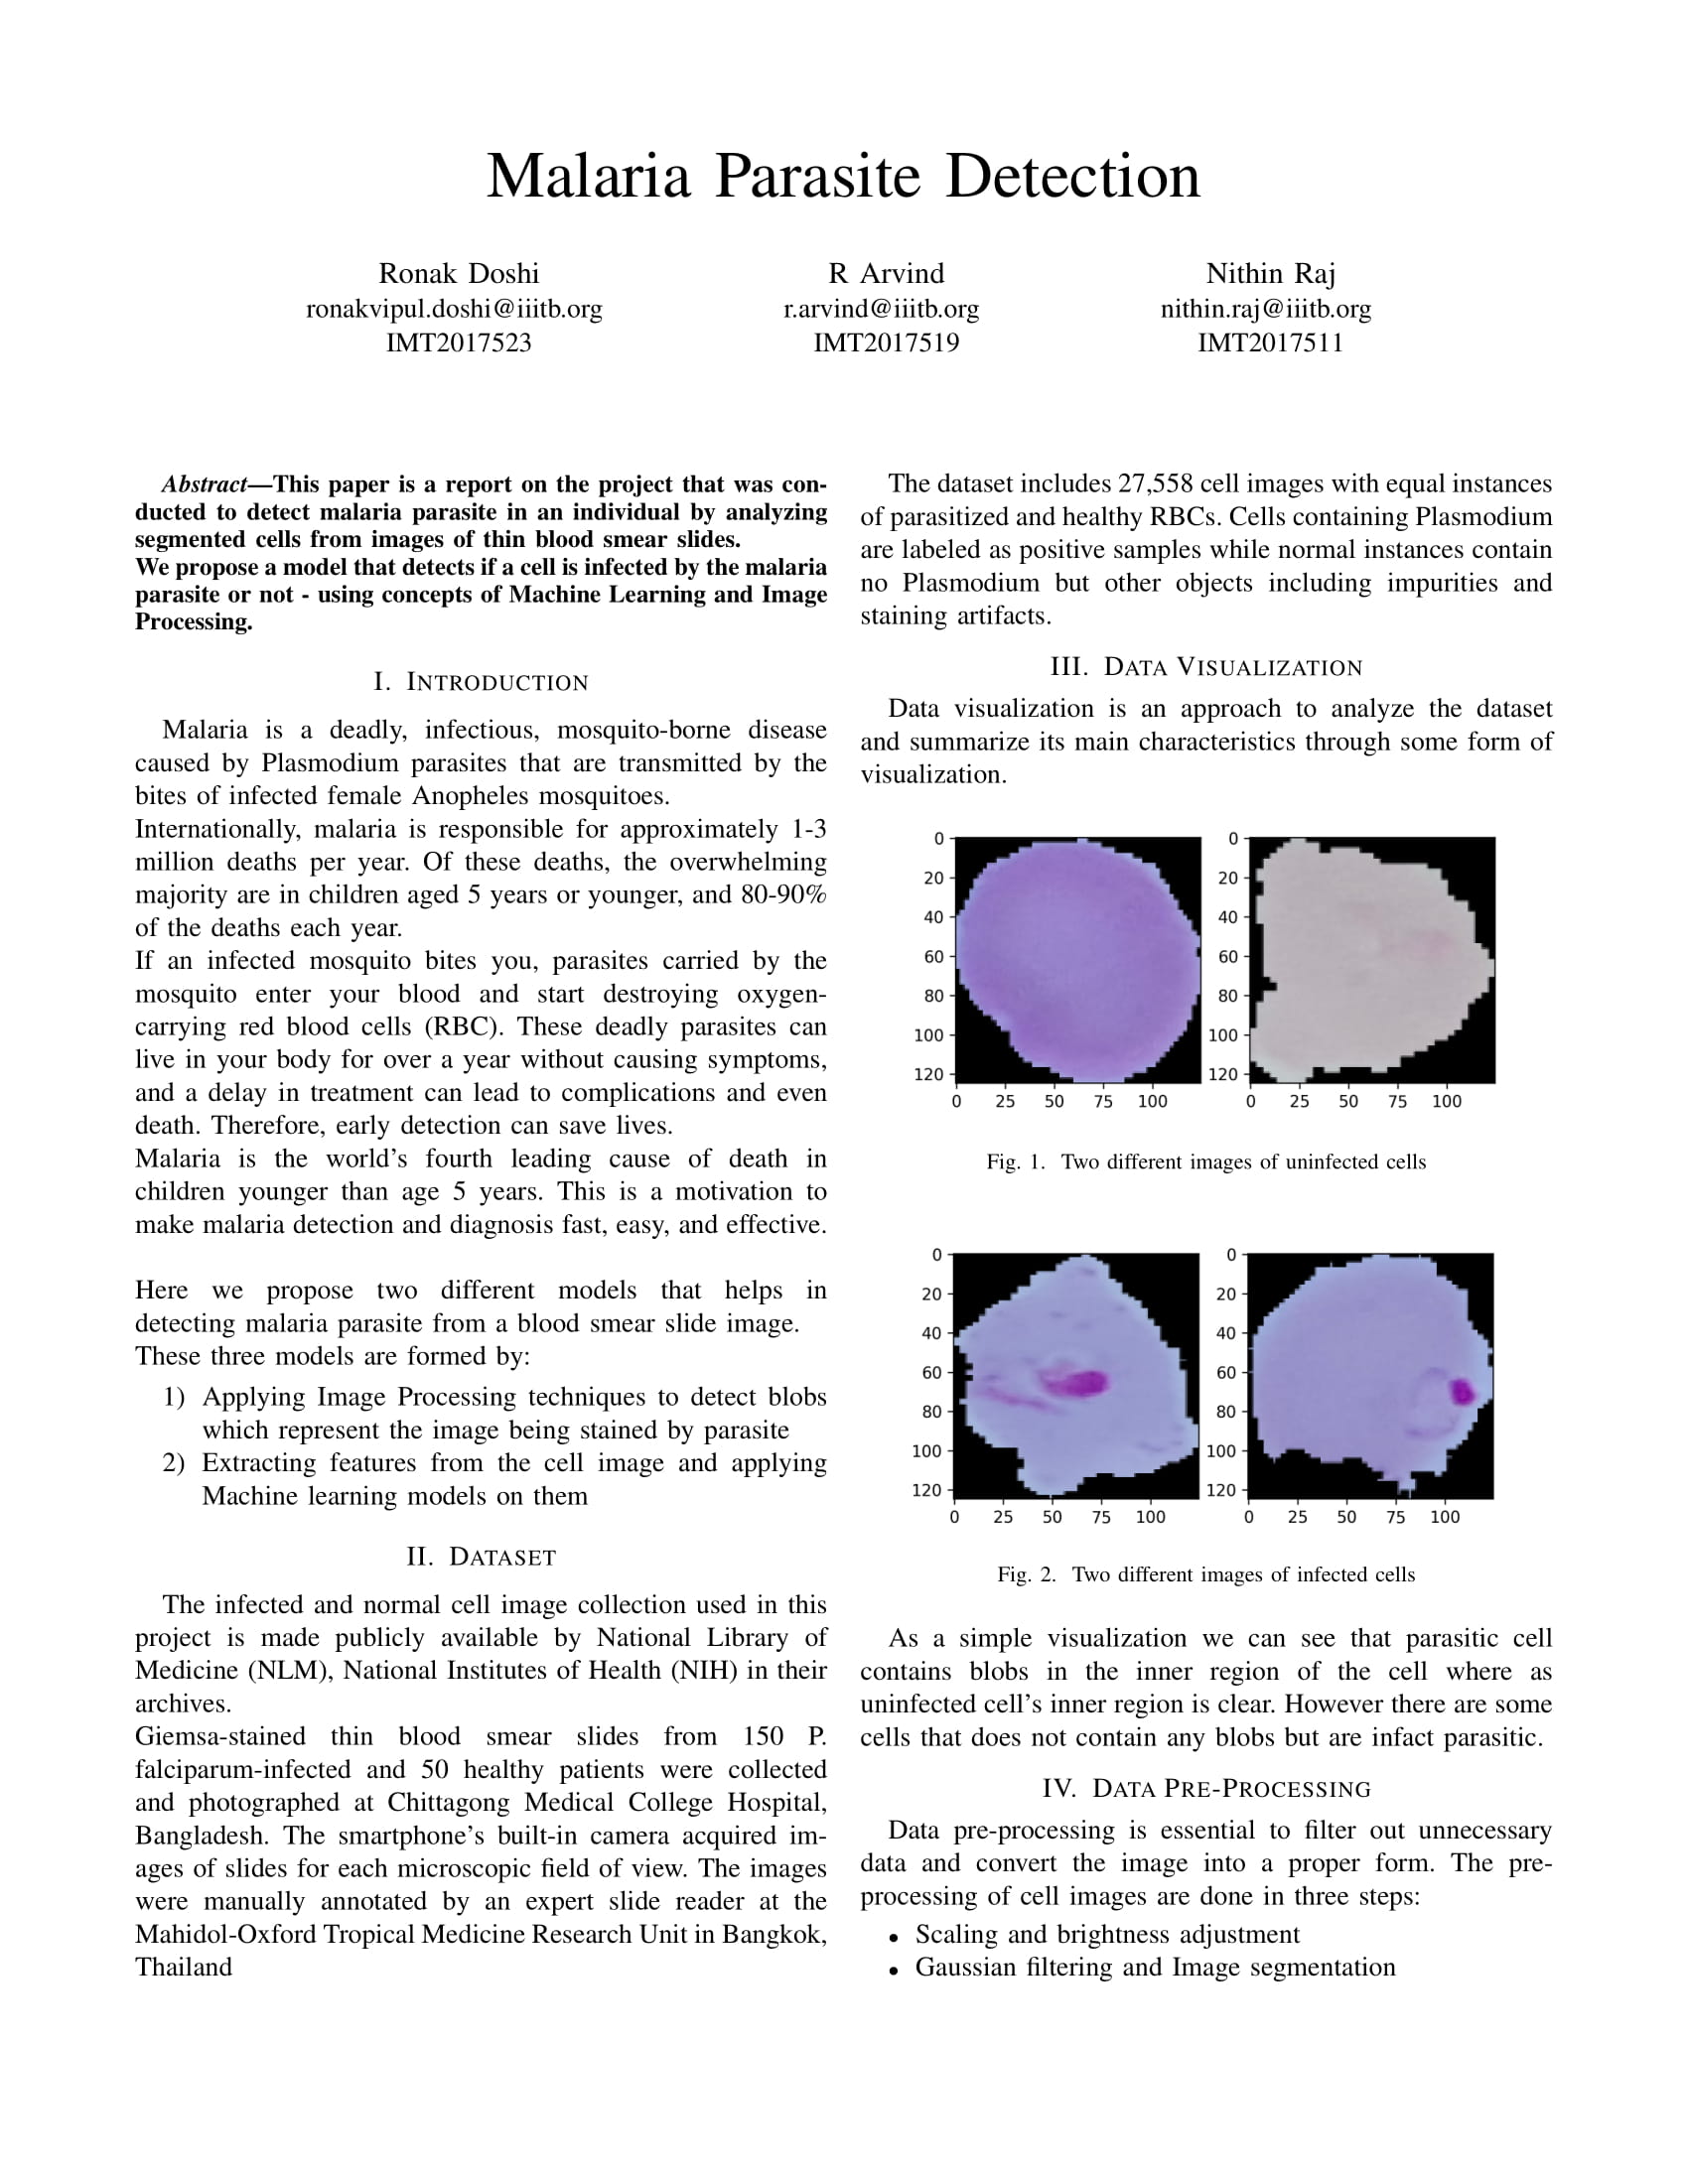 Malaria Parasite Detection
Ronak Doshi
ronakvipul.doshi@iiitb.org
IMT2017523
R Arvind
r.arvind@iiitb.org
IMT2017519
Nithin Raj
nithin.raj@iiitb.org
IMT2017511
Abstract—This paper is a report on the project that was con-
ducted to detect malaria parasite in an individual by analyzing
segmented cells from images of thin blood smear slides.
We propose a model that detects if a cell is infected by the malaria
parasite or not - using concepts of Machine Learning and Image
Processing.
I. INTRODUCTION
Malaria is a deadly, infectious, mosquito-borne disease
caused by Plasmodium parasites that are transmitted by the
bites of infected female Anopheles mosquitoes.
Internationally, malaria is responsible for approximately 1-3
million deaths per year. Of these deaths, the overwhelming
majority are in children aged 5 years or younger, and 80-90%
of the deaths each year.
If an infected mosquito bites you, parasites carried by the
mosquito enter your blood and start destroying oxygen-
carrying red blood cells (RBC). These deadly parasites can
live in your body for over a year without causing symptoms,
and a delay in treatment can lead to complications and even
death. Therefore, early detection can save lives.
Malaria is the world's fourth leading cause of death in
children younger than age 5 years. This is a motivation to
make malaria detection and diagnosis fast, easy, and effective.
Here we propose two different models that helps in
detecting malaria parasite from a blood smear slide image.
These three models are formed by:
1) Applying Image Processing techniques to detect blobs
which represent the image being stained by parasite
2) Extracting features from the cell image and applying
Machine learning models on them
II. DATASET
The infected and normal cell image collection used in this
project is made publicly available by National Library of
Medicine (NLM), National Institutes of Health (NIH) in their
archives.
Giemsa-stained thin blood smear slides from 150 P.
falciparum-infected and 50 healthy patients were collected
and photographed at Chittagong Medical College Hospital,
Bangladesh. The smartphone's built-in camera acquired im-
ages of slides for each microscopic field of view. The images
were manually annotated by an expert slide reader at the
Mahidol-Oxford Tropical Medicine Research Unit in Bangkok,
Thailand
The dataset includes 27,558 cell images with equal instances
of parasitized and healthy RBCs. Cells containing Plasmodium
are labeled as positive samples while normal instances contain
no Plasmodium but other objects including impurities and
staining artifacts.
III. DATA VISUALIZATION
Data visualization is an approach to analyze the dataset
and summarize its main characteristics through some form of
visualization.
0
20
40
60
80
100
120
0 25 50 75 100
0
20
40
60
80
100
120
0 25 50 75 100
Fig. 1. Two different images of uninfected cells
0
20
40
60
80
100
120
0 25 50 75 100
0
20
40
60
80
100
120
0 25 50 75 100
Fig. 2. Two different images of infected cells
As a simple visualization we can see that parasitic cell
contains blobs in the inner region of the cell where as
uninfected cell's inner region is clear. However there are some
cells that does not contain any blobs but are infact parasitic.
IV. DATA PRE-PROCESSING
Data pre-processing is essential to filter out unnecessary
data and convert the image into a proper form. The pre-
processing of cell images are done in three steps:
• Scaling and brightness adjustment
• Gaussian filtering and Image segmentation